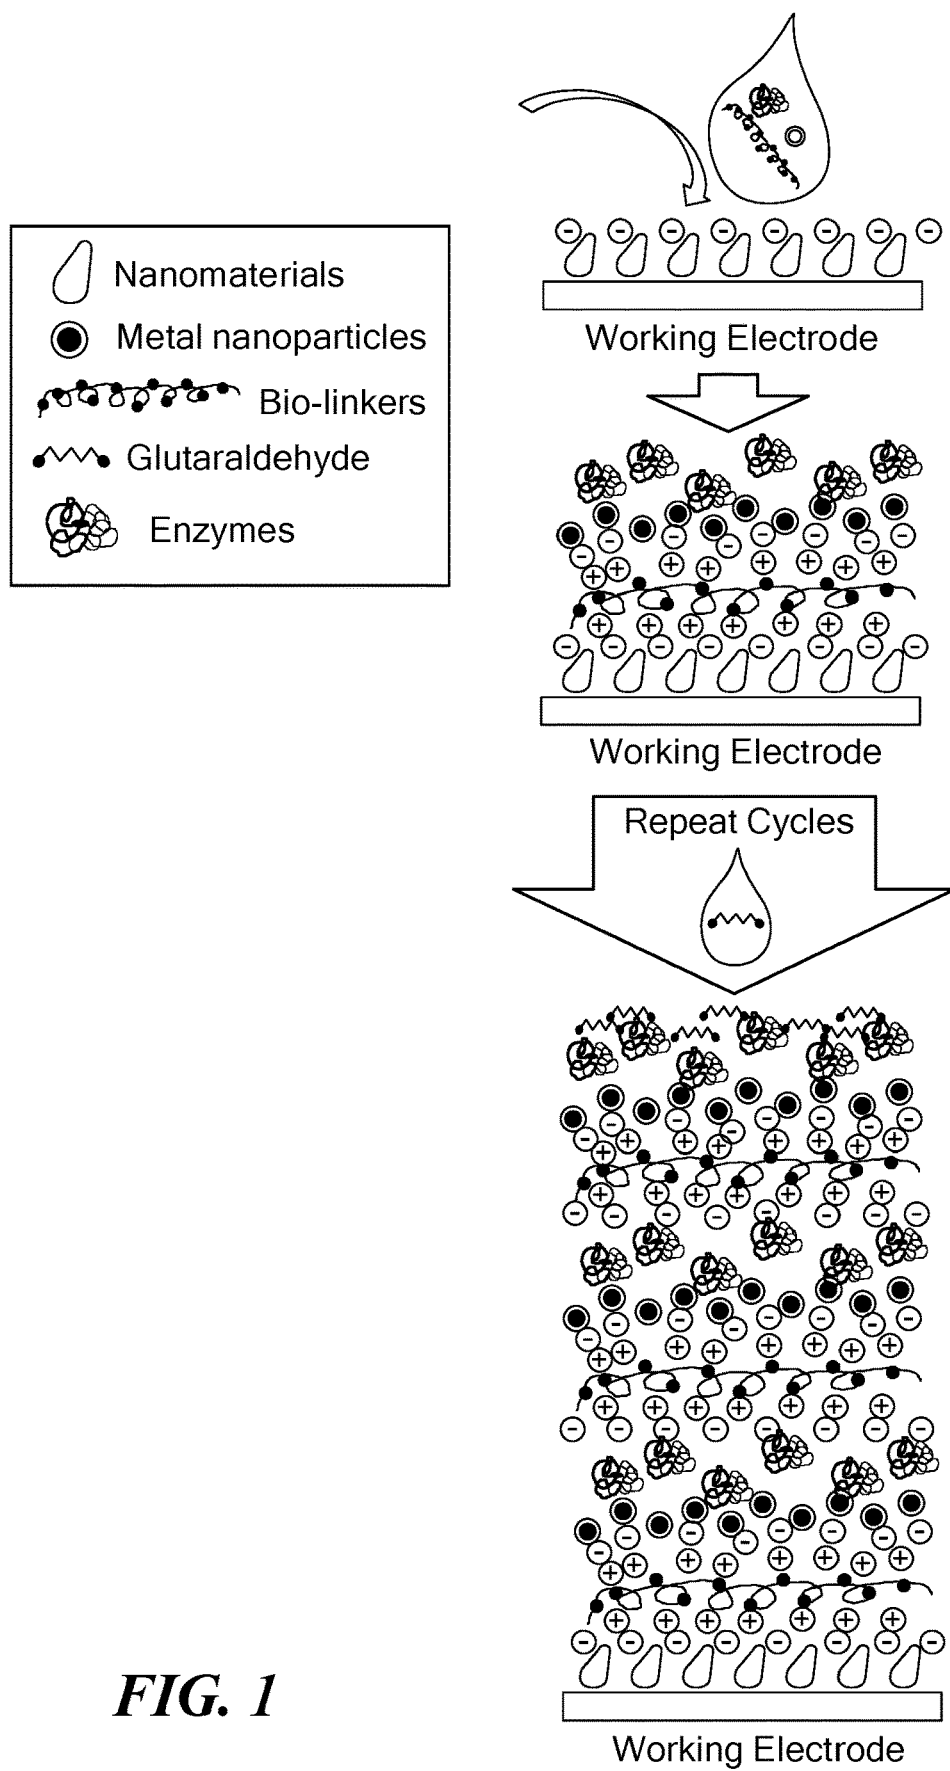 Nanomaterials
Metal nanoparticles
Bio-linkers
Glutaraldehyde
Enzymes
Working Electrode
Working Electrode
Repeat Cycles
FIG. 1
Working Electrode